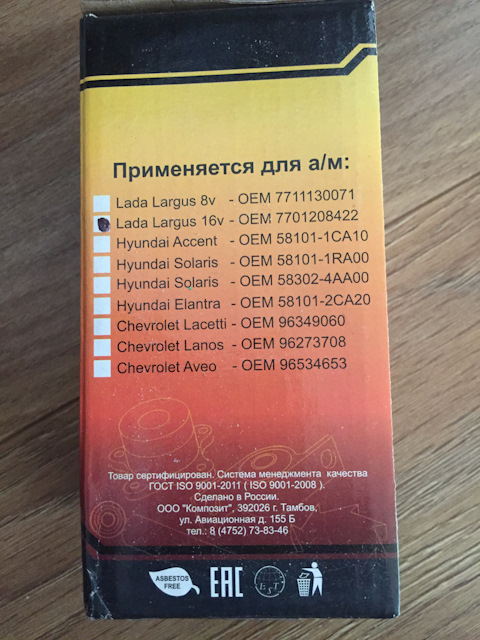 Применяется для а/м:
Lada Largus 8v - OEM 7711130071
Lada Largus 16v - OEM 7701208422
Hyundai Accent - OEM 58101-1CA10
Hyundai Solaris - OEM 58101-1RA00
Hyundai Solaris - OEM 58302-4AA00
Hyundai Elantra - OEM 58101-2CA20
Chevrolet Lacetti - OEM 96349060
Chevrolet Lanos - OEM 96273708
Chevrolet Aveo - OEM 96534653
Товар сертифицирован. Система менеджмента качества
ГОСТ ISO 9001-2011 ( ISO 9001-2008 ).
Сделано в России.
ООО "Композит", 392026 г. Тамбов,
ул. Авиационная д. 155 Б
тел.: 8 (4752) 73-83-46
ASBESTOS
FREE
EAC
EsT